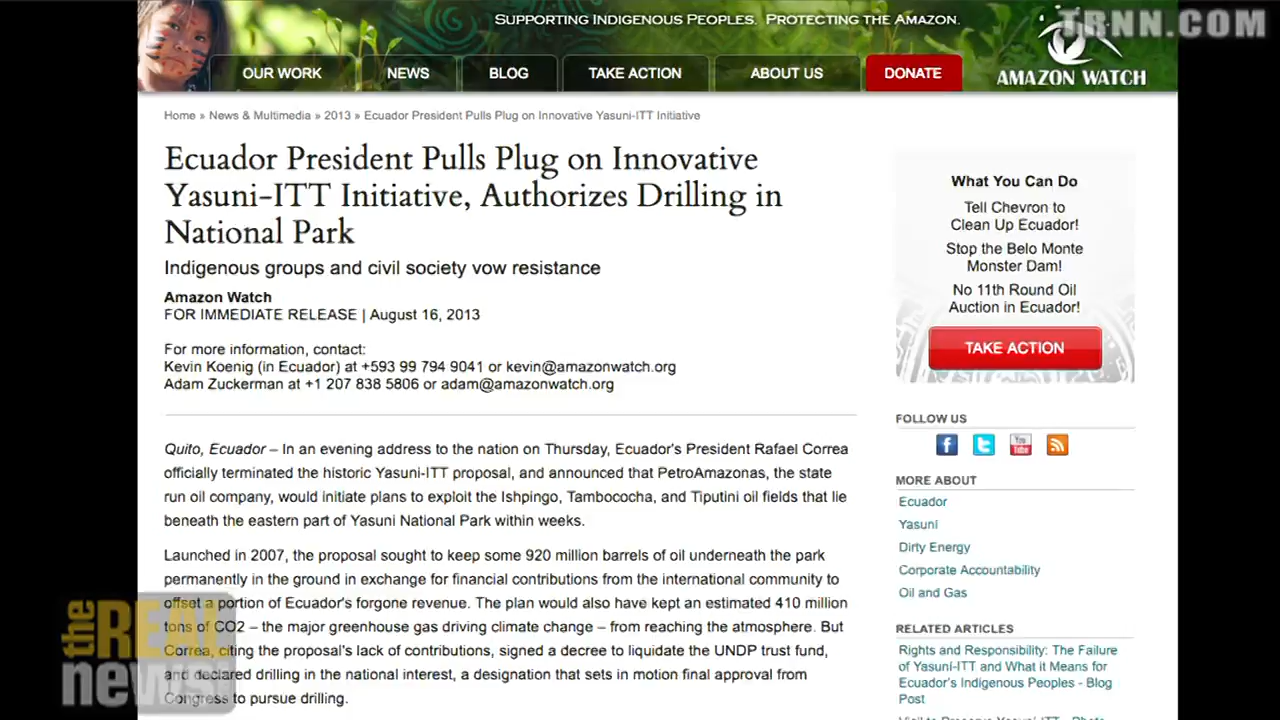 SUPPORTING INDIGENOUS PEOPLES. PROTECTING THE AMAZON.
TRNN.COM
OUR WORK
NEWS
BLOG
TAKE ACTION
ABOUT US
DONATE
AMAZON WATCH
Home » News & Multimedia » 2013 » Ecuador President Pulls Plug on Innovative Yasuni-ITT Initiative
Ecuador President Pulls Plug on Innovative
Yasuni-ITT Initiative, Authorizes Drilling in
National Park
Indigenous groups and civil society vow resistance
Amazon Watch
FOR IMMEDIATE RELEASE | August 16, 2013
For more information, contact:
Kevin Koenig (in Ecuador) at +593 99 794 9041 or kevin@amazonwatch.org
Adam Zuckerman at +1 207 838 5806 or adam@amazonwatch.org
Quito, Ecuador – In an evening address to the nation on Thursday, Ecuador's President Rafael Correa
officially terminated the historic Yasuni-ITT proposal, and announced that PetroAmazonas, the state
run oil company, would initiate plans to exploit the Ishpingo, Tambococha, and Tiputini oil fields that lie
beneath the eastern part of Yasuni National Park within weeks.
Launched in 2007, the proposal sought to keep some 920 million barrels of oil underneath the park
permanently in the ground in exchange for financial contributions from the international community to
offset a portion of Ecuador's forgone revenue. The plan would also have kept an estimated 410 million
tons of CO2 – the major greenhouse gas driving climate change – from reaching the atmosphere. But
Correa, citing the proposal's lack of contributions, signed a decree to liquidate the UNDP trust fund,
and declared drilling in the national interest, a designation that sets in motion final approval from
Congress to pursue drilling.
the REAL
news
What You Can Do
Tell Chevron to
Clean Up Ecuador!
Stop the Belo Monte
Monster Dam!
No 11th Round Oil
Auction in Ecuador!
TAKE ACTION
FOLLOW US
You
Tube
MORE ABOUT
Ecuador
Yasuni
Dirty Energy
Corporate Accountability
Oil and Gas
RELATED ARTICLES
Rights and Responsibility: The Failure
of Yasuni-ITT and What it Means for
Ecuador's Indigenous Peoples - Blog
Post
Visit to Preserve Yasuni-ITT - Photo